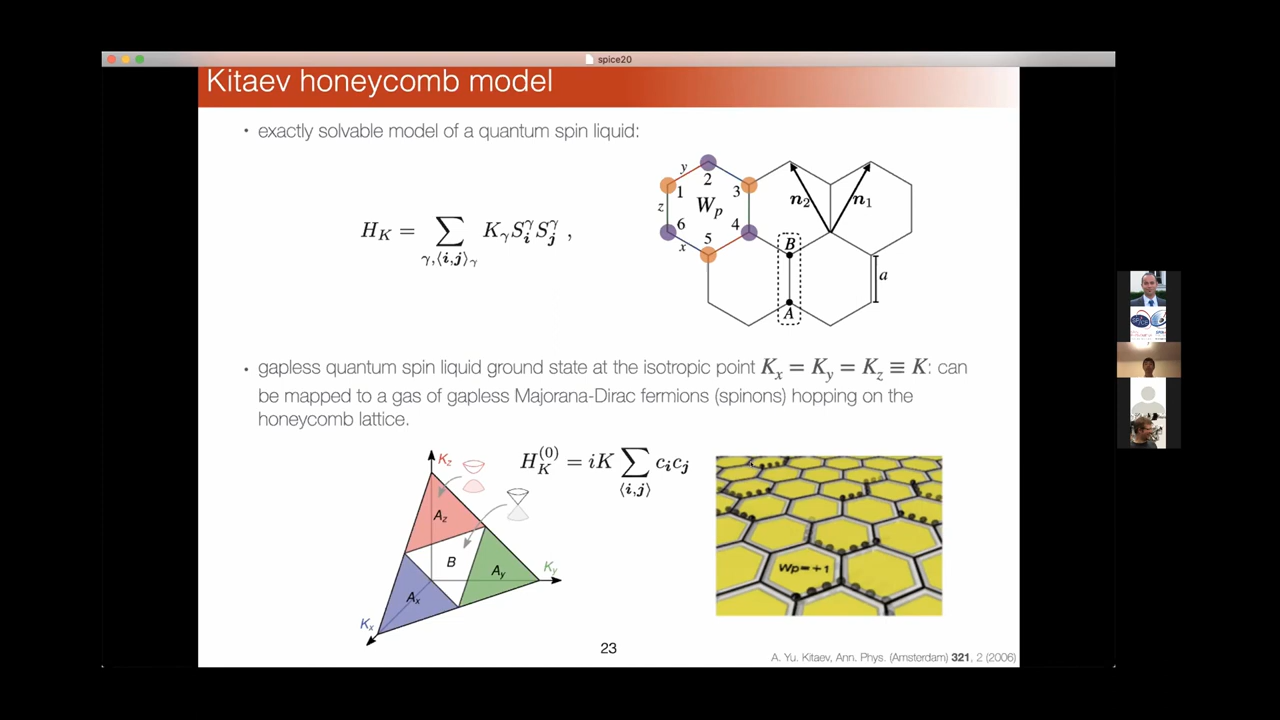 spice20
Kitaev honeycomb model
• exactly solvable model of a quantum spin liquid:
H_K = ∑_{γ,⟨i,j⟩_γ} K_γ S_i^γ S_j^γ ,
y
1
2
3
z
W_p
n_2
n_1
6
5
4
x
B
a
A
• gapless quantum spin liquid ground state at the isotropic point K_x = K_y = K_z ≡ K: can
be mapped to a gas of gapless Majorana-Dirac fermions (spinons) hopping on the
honeycomb lattice.
H_K^{(0)} = iK ∑_{⟨i,j⟩} c_i c_j
K_z
A_z
B
A_y
K_y
A_x
K_x
Wp=+1
23
A. Yu. Kitaev, Ann. Phys. (Amsterdam) 321, 2 (2006)